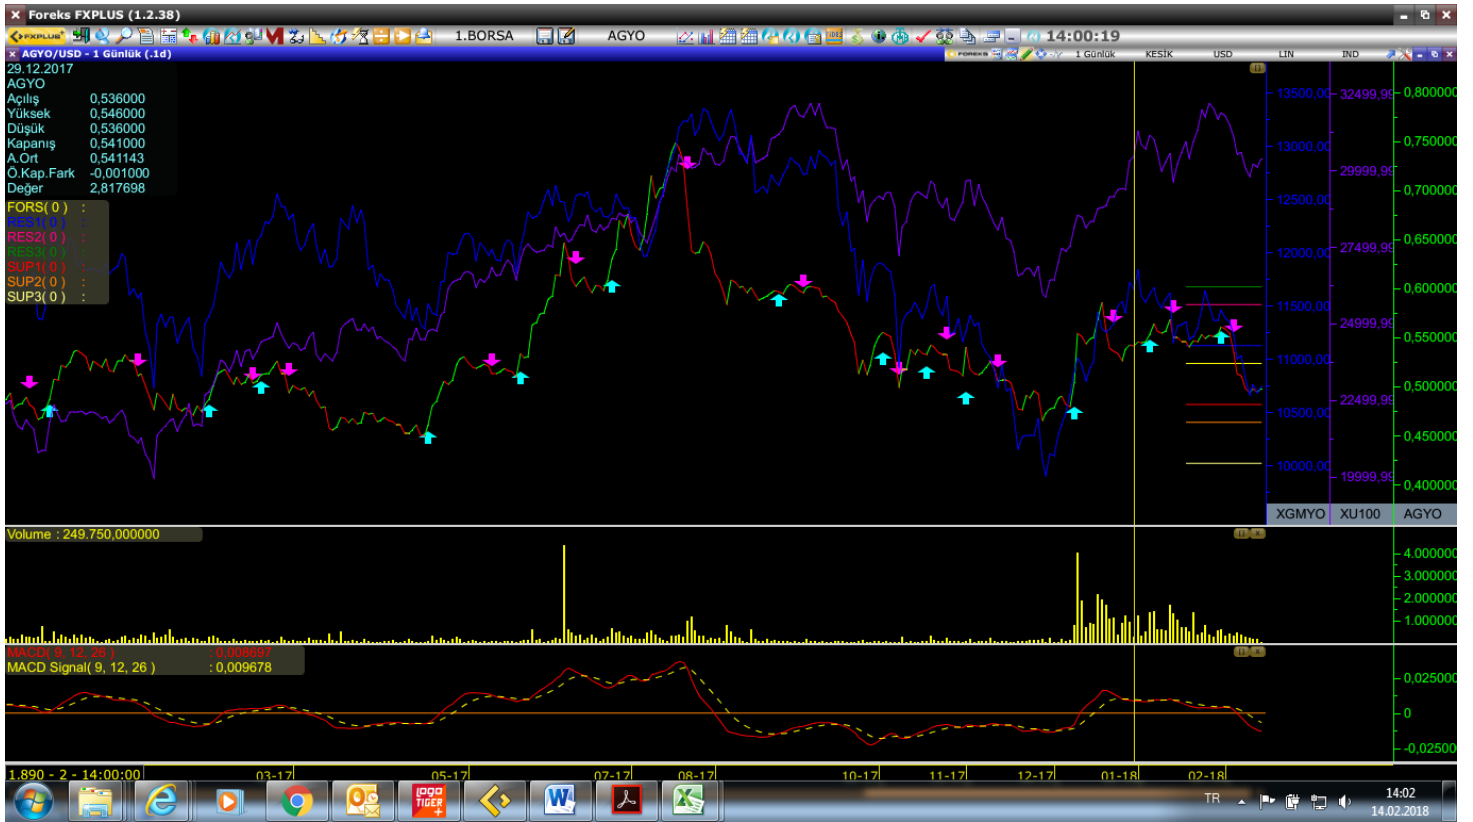 Foreks FXPLUS (1.2.38)
FXPLUS+ 1.BORSA AGYO 14:00:19
AGYO/USD - 1 Günlük (.1d) FOREKS 1 Günlük KESİK USD LIN IND
29.12.2017
AGYO
Açılış 0,536000
Yüksek 0,546000
Düşük 0,536000
Kapanış 0,541000
A.Ort 0,541143
Ö.Kap.Fark -0,001000
Değer 2,817698
FORS( 0 ) :
RES1( 0 ) :
RES2( 0 ) :
RES3( 0 ) :
SUP1( 0 ) :
SUP2( 0 ) :
SUP3( 0 ) :
13500,00 32499,99 0,800000
13000,00 0,750000
29999,99
12500,00 0,700000
0,650000
12000,00 27499,99
0,600000
11500,00 24999,99
0,550000
11000,00
0,500000
10500,00 22499,99
0,450000
10000,00 19999,99
0,400000
XGMYO XU100 AGYO
Volume : 249.750,000000
4.000000
3.000000
2.000000
1.000000
MACD( 9, 12, 26 ) : 0,008697
MACD Signal( 9, 12, 26 ) : 0,009678
0,025000
0
-0,02500
1.890 - 2 - 14:00:00 03-17 05-17 07-17 08-17 10-17 11-17 12-17 01-18 02-18
LOGO
TIGER
+
TR 14:02
14.02.2018